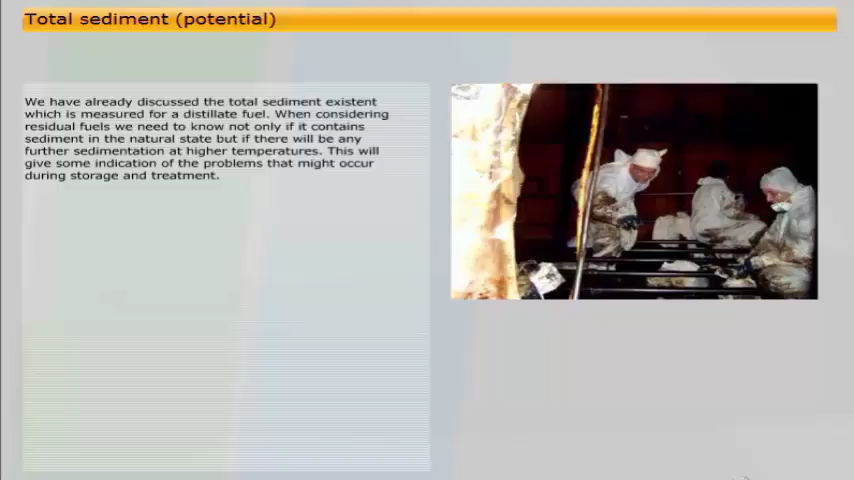 Total sediment (potential)
We have already discussed the total sediment existent
which is measured for a distillate fuel. When considering
residual fuels we need to know not only if it contains
sediment in the natural state but if there will be any
further sedimentation at higher temperatures. This will
give some indication of the problems that might occur
during storage and treatment.